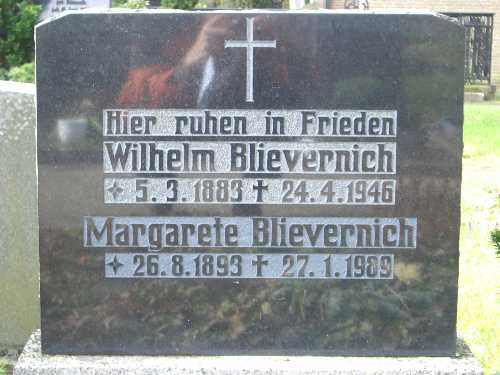 Hier ruhen in Frieden
Wilhelm Blievernich
✦ 5.3.1883 ✝ 24.4.1946
Margarete Blievernich
✦ 26.8.1893 ✝ 27.1.1989